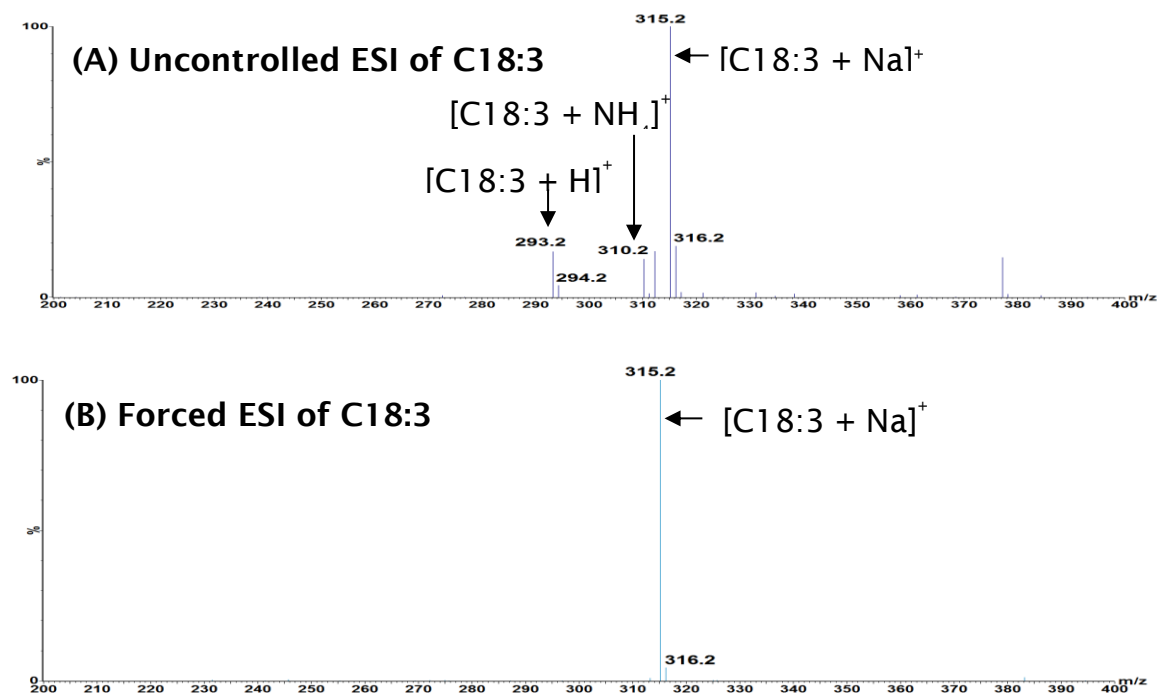 315.2
100
(A) Uncontrolled ESI of C18:3
[C18:3 + Na]⁺
[C18:3 + NH₄]⁺
%
[C18:3 + H]⁺
293.2
310.2
316.2
294.2
0
200 210 220 230 240 250 260 270 280 290 300 310 320 330 340 350 360 370 380 390 400 m/z
315.2
100
(B) Forced ESI of C18:3
[C18:3 + Na]⁺
%
316.2
0
200 210 220 230 240 250 260 270 280 290 300 310 320 330 340 350 360 370 380 390 400 m/z